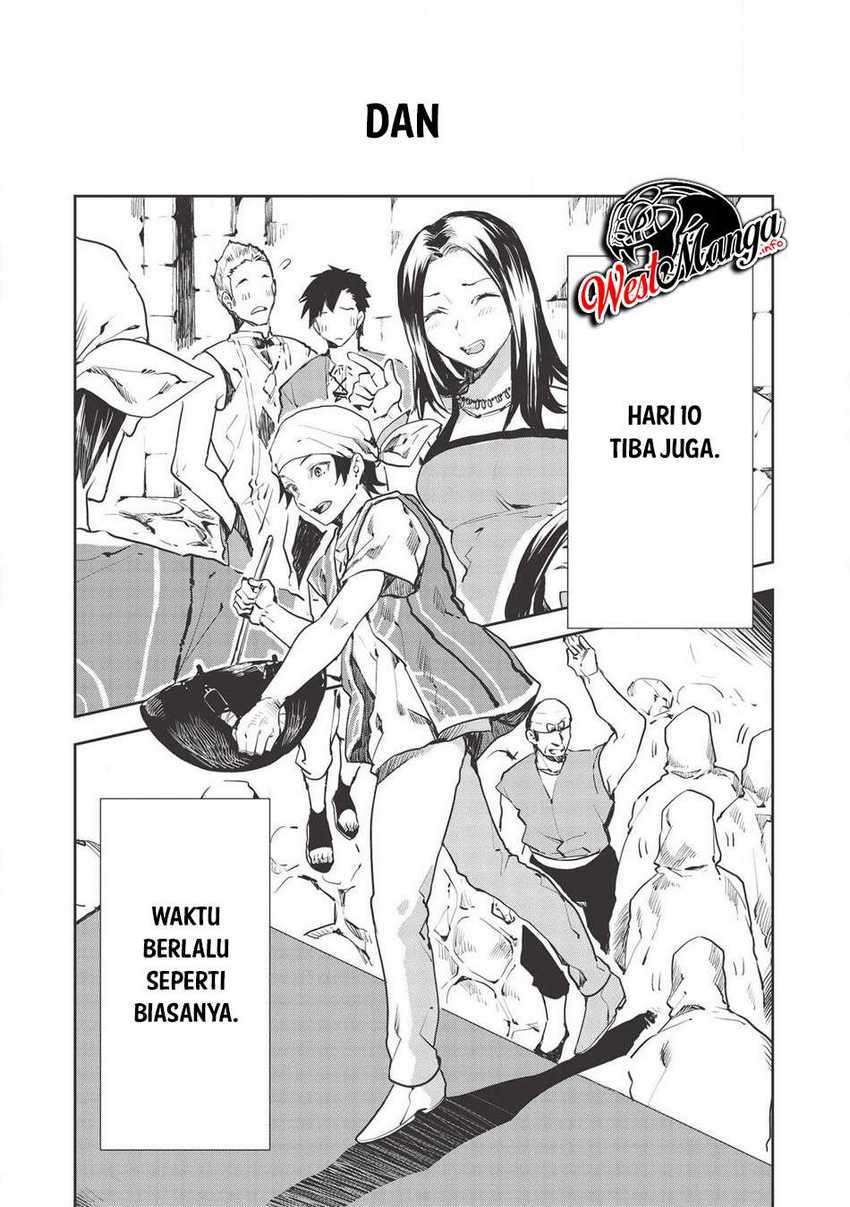 DAN
WestManga
.info
HARI 10
TIBA JUGA.
WAKTU
BERLALU
SEPERTI
BIASANYA.